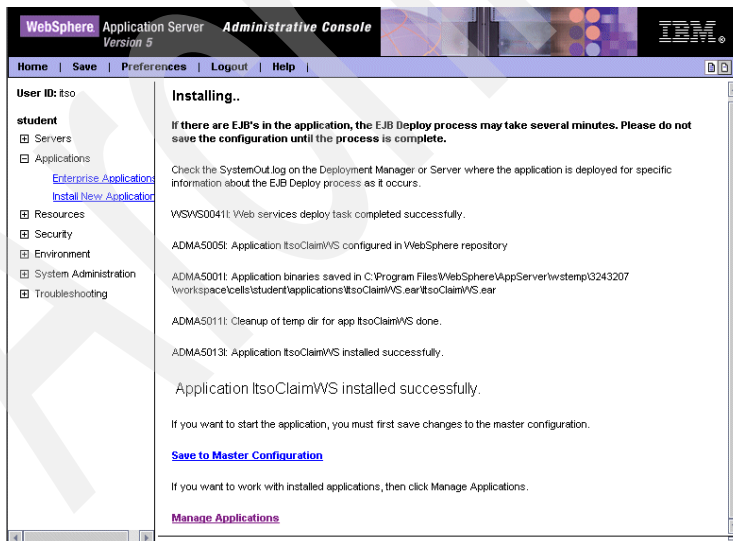 WebSphere Application Server Administrative Console
Version 5
IBM®
Home | Save | Preferences | Logout | Help |
User ID: itso
student
Servers
Applications
Enterprise Applications
Install New Application
Resources
Security
Environment
System Administration
Troubleshooting
Installing..
If there are EJB's in the application, the EJB Deploy process may take several minutes. Please do not
save the configuration until the process is complete.
Check the SystemOut.log on the Deployment Manager or Server where the application is deployed for specific
information about the EJB Deploy process as it occurs.
WSWS0041I: Web services deploy task completed successfully.
ADMA5005I: Application ItsoClaimWS configured in WebSphere repository
ADMA5001I: Application binaries saved in C:\Program Files\WebSphere\AppServer\wstemp\3243207
\workspace\cells\student\applications\ItsoClaimWS.ear\ItsoClaimWS.ear
ADMA5011I: Cleanup of temp dir for app ItsoClaimWS done.
ADMA5013I: Application ItsoClaimWS installed successfully.
Application ItsoClaimWS installed successfully.
If you want to start the application, you must first save changes to the master configuration.
Save to Master Configuration
If you want to work with installed applications, then click Manage Applications.
Manage Applications